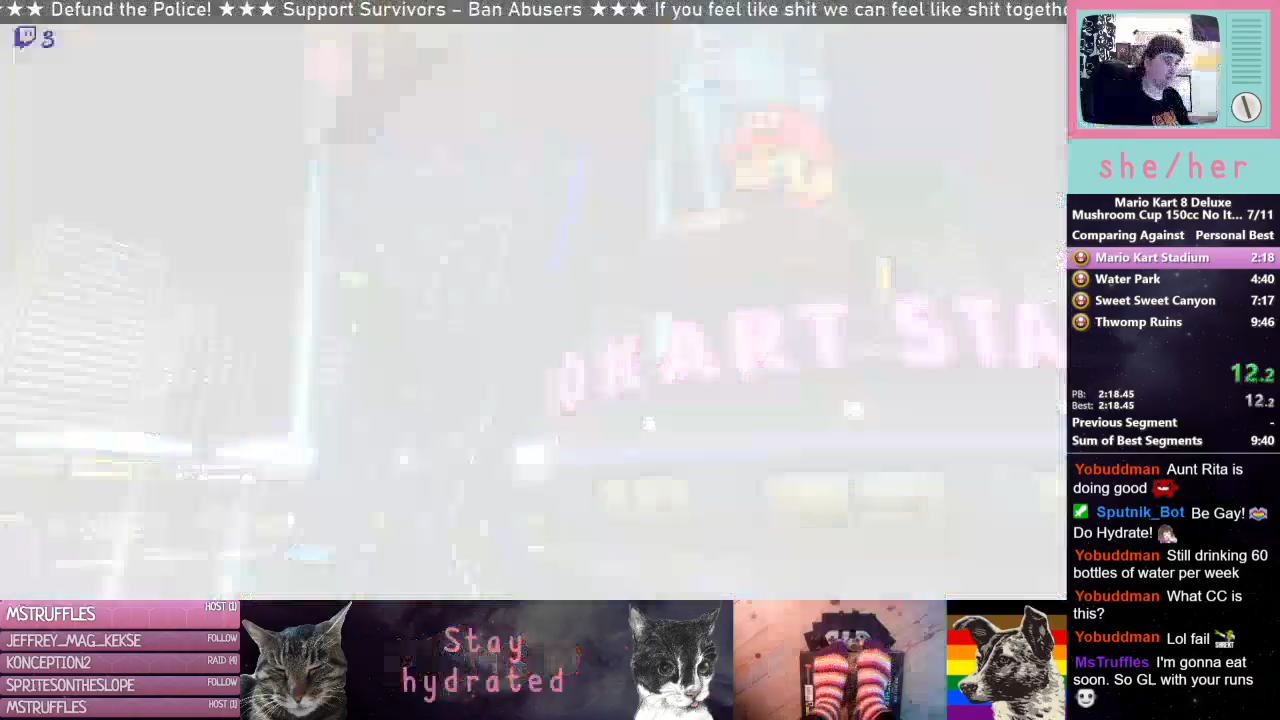 ★★ Defund the Police! ★★★ Support Survivors – Ban Abusers ★★★ If you feel like shit we can feel like shit togethe
3
OKART STA
she/her
Mario Kart 8 Deluxe
Mushroom Cup 150cc No It... 7/11
Comparing Against Personal Best
Mario Kart Stadium 2:18
Water Park 4:40
Sweet Sweet Canyon 7:17
Thwomp Ruins 9:46
12.2
PB: 2:18.45
Best: 2:18.45 12.2
Previous Segment -
Sum of Best Segments 9:40
Yobuddman Aunt Rita is
doing good
Sputnik_Bot Be Gay!
Do Hydrate!
Yobuddman Still drinking 60
bottles of water per week
Yobuddman What CC is
this?
Yobuddman Lol fail
MsTruffles I'm gonna eat
soon. So GL with your runs
MSTRUFFLES HOST (1)
JEFFREY_MAG_KEKSE FOLLOW
KONCEPTION2 RAID (4)
SPRITESONTHESLOPE FOLLOW
MSTRUFFLES HOST (1)
Stay
hydrated